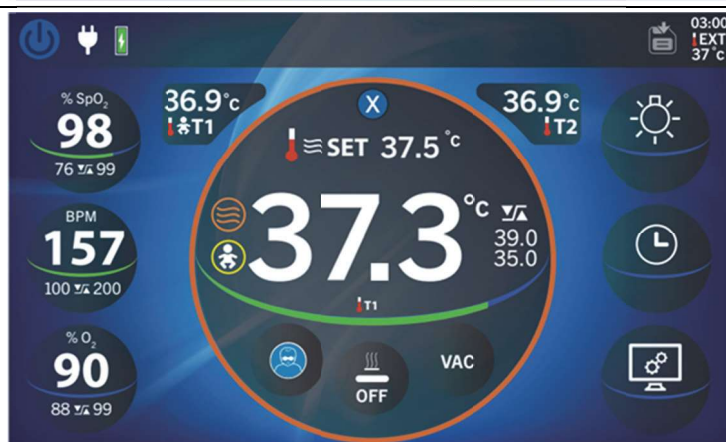 03:00
EXT
37 °c
% SpO₂
98
76 99
36.9°c
T1
X
36.9°c
T2
SET 37.5 °c
BPM
157
100 200
37.3 °c
39.0
35.0
T1
% O₂
90
88 99
OFF
VAC